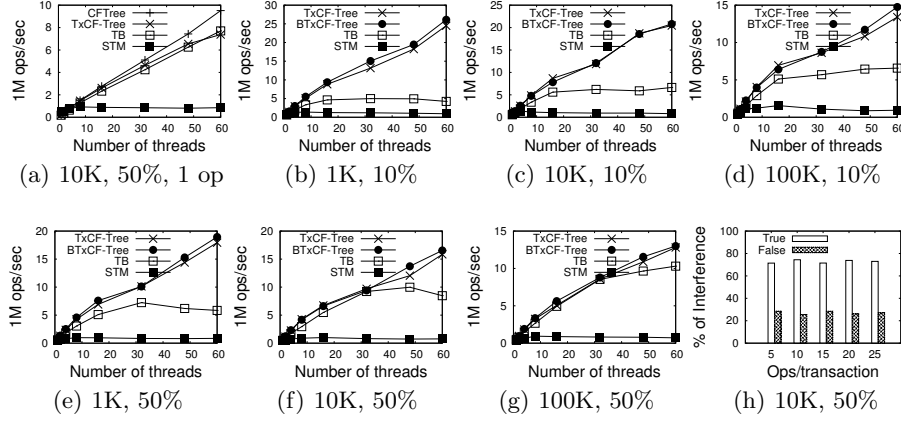 CFTree
TxCF-Tree
TB
STM
1M ops/sec
10
8
6
4
2
0
0 10 20 30 40 50 60
Number of threads
(a) 10K, 50%, 1 op
TxCF-Tree
BTxCF-Tree
TB
STM
1M ops/sec
30
25
20
15
10
5
0
0 10 20 30 40 50 60
Number of threads
(b) 1K, 10%
TxCF-Tree
BTxCF-Tree
TB
STM
1M ops/sec
25
20
15
10
5
0
0 10 20 30 40 50 60
Number of threads
(c) 10K, 10%
TxCF-Tree
BTxCF-Tree
TB
STM
1M ops/sec
15
10
5
0
0 10 20 30 40 50 60
Number of threads
(d) 100K, 10%
TxCF-Tree
BTxCF-Tree
TB
STM
1M ops/sec
20
15
10
5
0
0 10 20 30 40 50 60
Number of threads
(e) 1K, 50%
TxCF-Tree
BTxCF-Tree
TB
STM
1M ops/sec
20
15
10
5
0
0 10 20 30 40 50 60
Number of threads
(f) 10K, 50%
TxCF-Tree
BTxCF-Tree
TB
STM
1M ops/sec
15
10
5
0
0 10 20 30 40 50 60
Number of threads
(g) 100K, 50%
True
False
% of Interference
100
80
60
40
20
0
5 10 15 20 25
Ops/transaction
(h) 10K, 50%